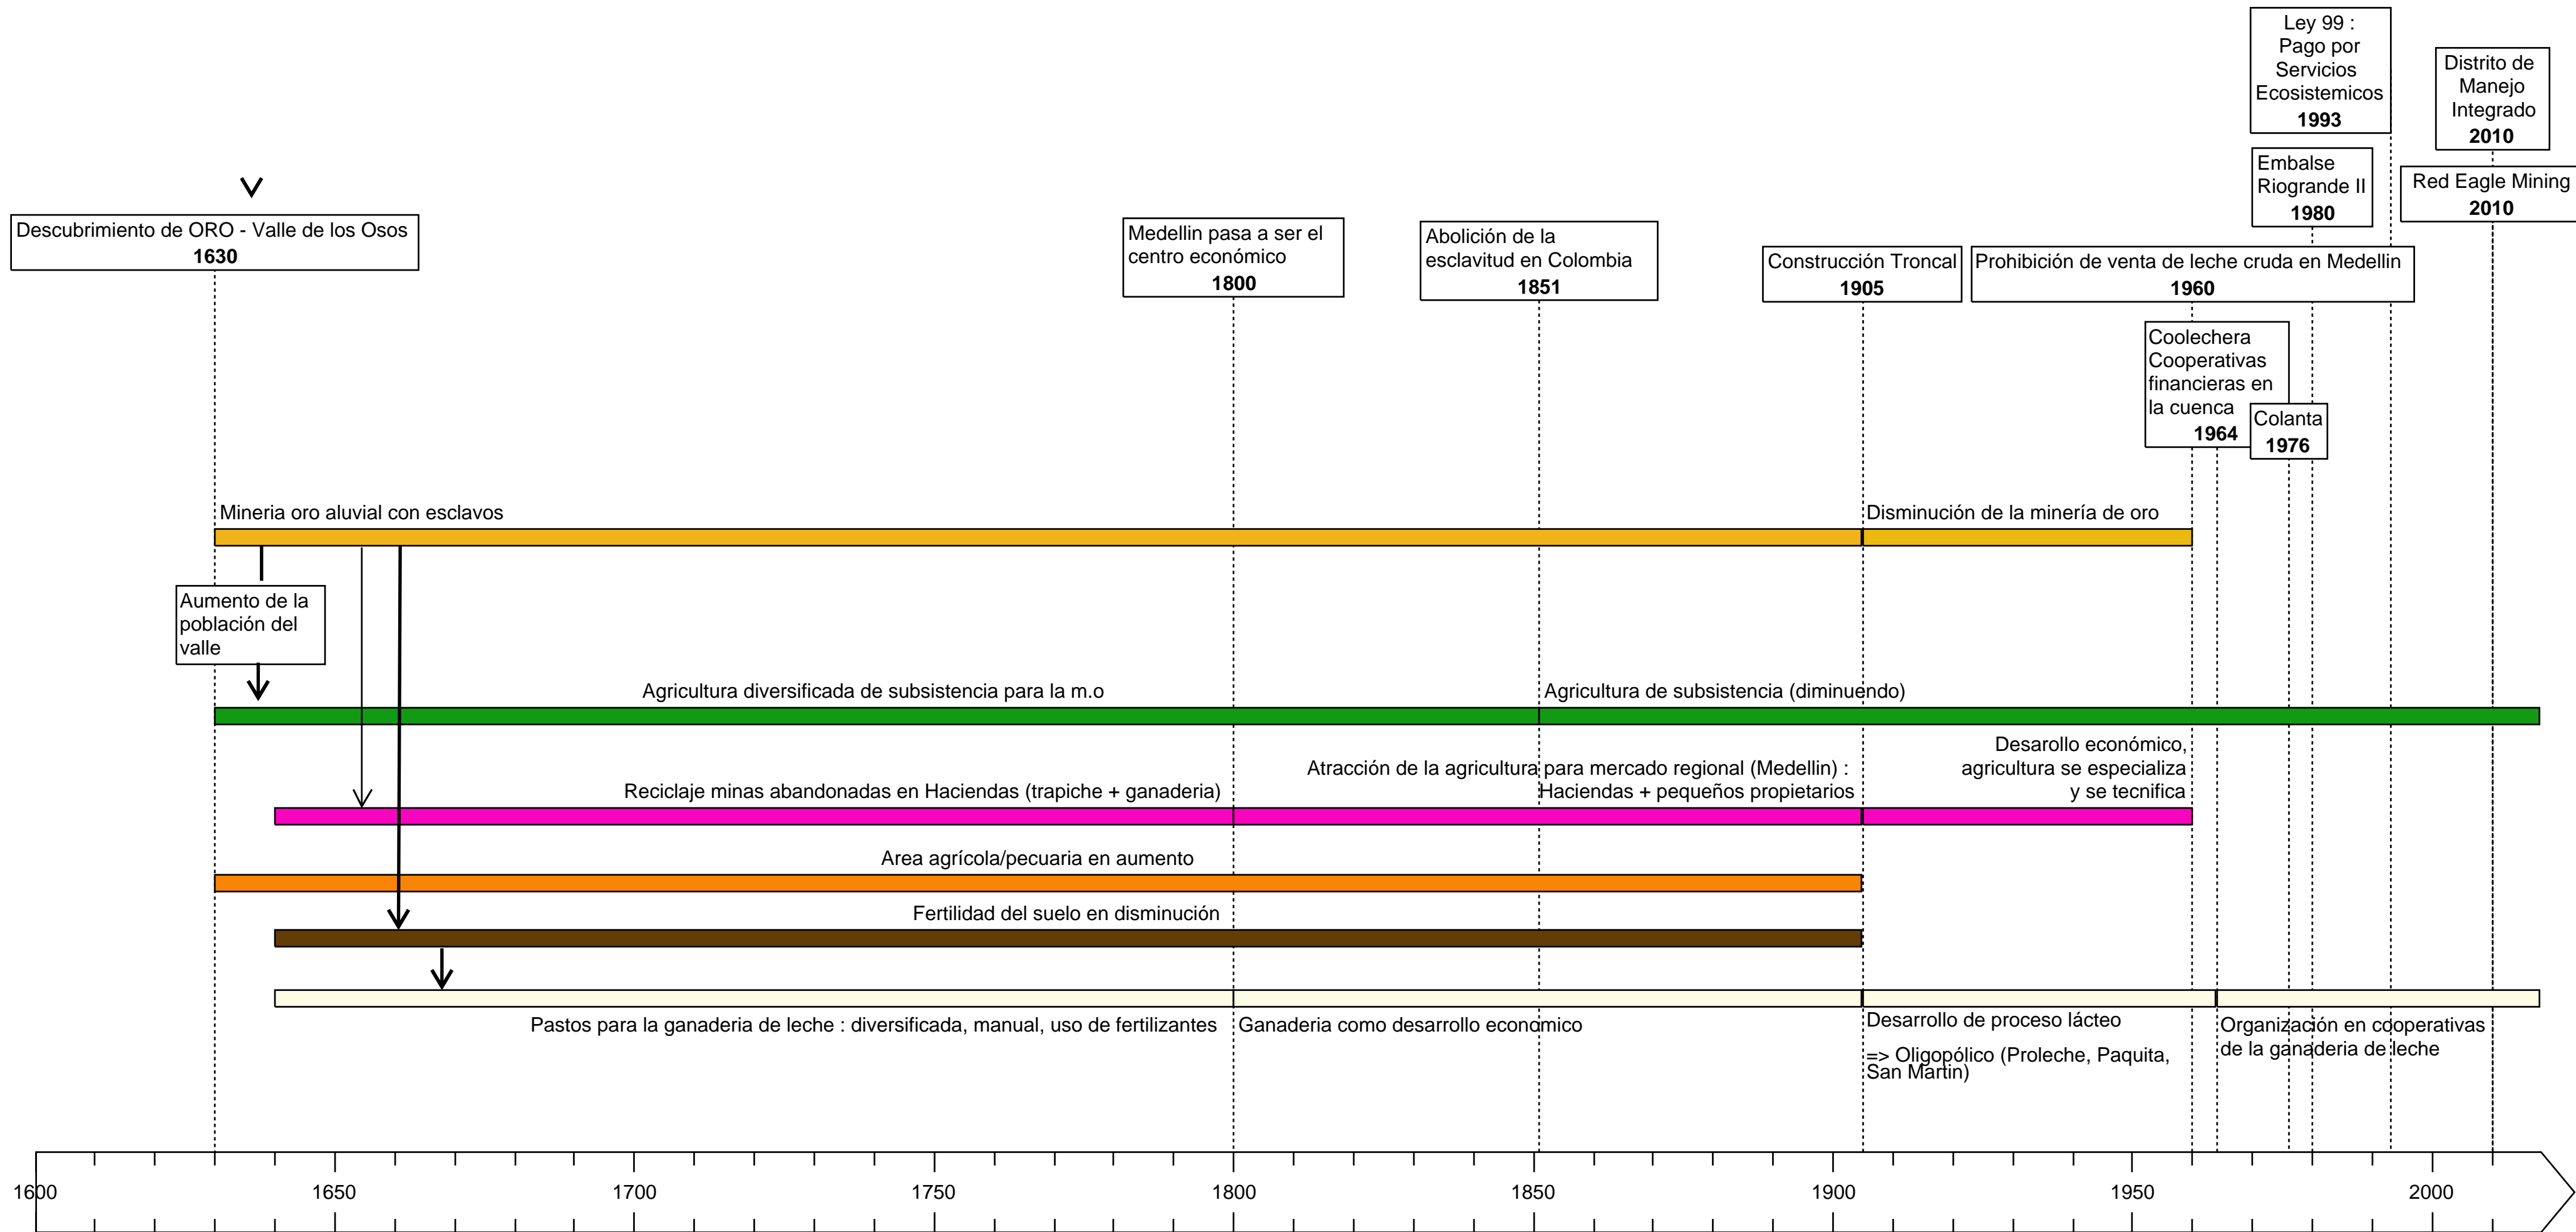 Ley 99 :
Pago por
Servicios
Ecosistemicos
1993
Distrito de
Manejo
Integrado
2010
Embalse
Riogrande II
1980
Red Eagle Mining
2010
Descubrimiento de ORO - Valle de los Osos
1630
Medellin pasa a ser el
centro económico
1800
Abolición de la
esclavitud en Colombia
1851
Construcción Troncal
1905
Prohibición de venta de leche cruda en Medellin
1960
Coolechera
Cooperativas
financieras en
la cuenca
1964
Colanta
1976
Mineria oro aluvial con esclavos
Disminución de la minería de oro
Aumento de la
población del
valle
Agricultura diversificada de subsistencia para la m.o
Agricultura de subsistencia (diminuendo)
Reciclaje minas abandonadas en Haciendas (trapiche + ganaderia)
Atracción de la agricultura para mercado regional (Medellin) :
Haciendas + pequeños propietarios
Desarollo económico,
agricultura se especializa
y se tecnifica
Area agrícola/pecuaria en aumento
Fertilidad del suelo en disminución
Pastos para la ganaderia de leche : diversificada, manual, uso de fertilizantes
Ganaderia como desarrollo economico
Desarrollo de proceso lácteo
=> Oligopólico (Proleche, Paquita,
San Martin)
Organización en cooperativas
de la ganaderia de leche
1600
1650
1700
1750
1800
1850
1900
1950
2000